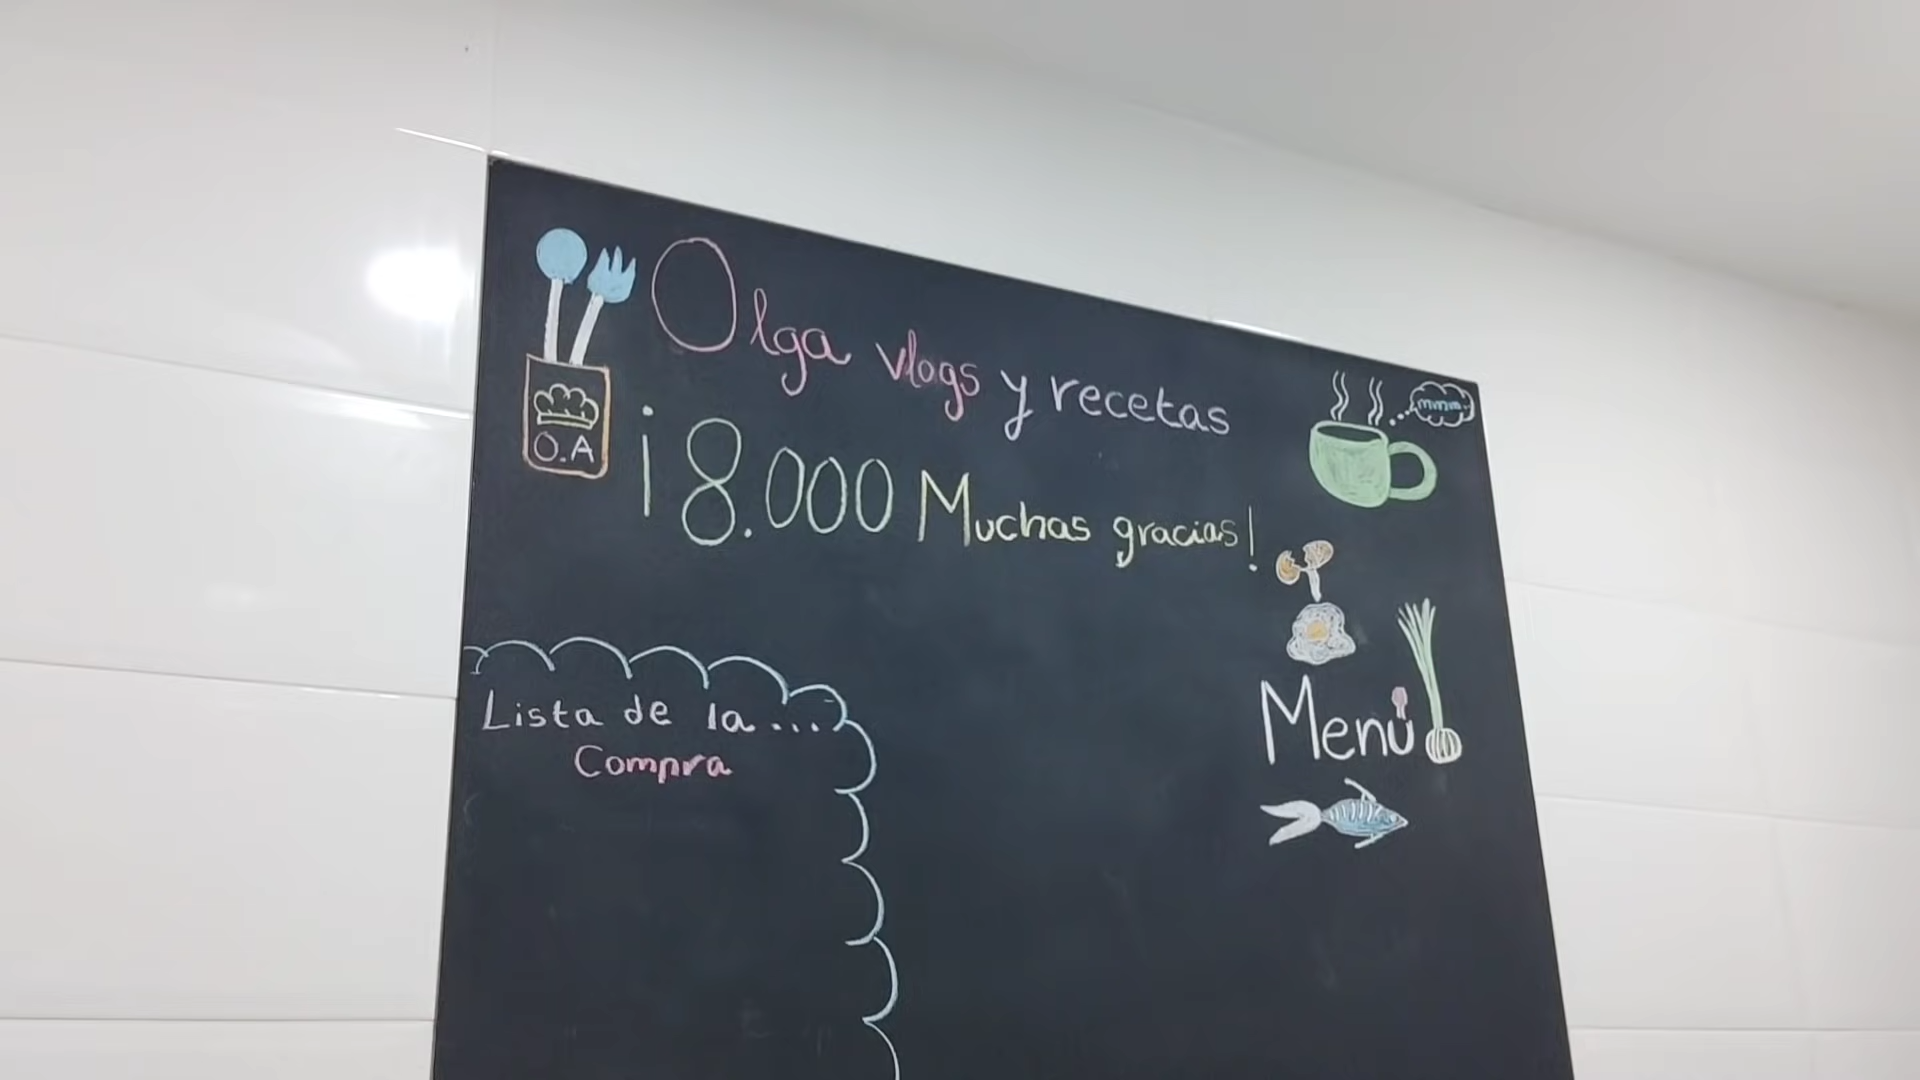 Olga vlogs y recetas
O.A
mmm
¡8.000 Muchas gracias!
Lista de la...
Compra
Menú